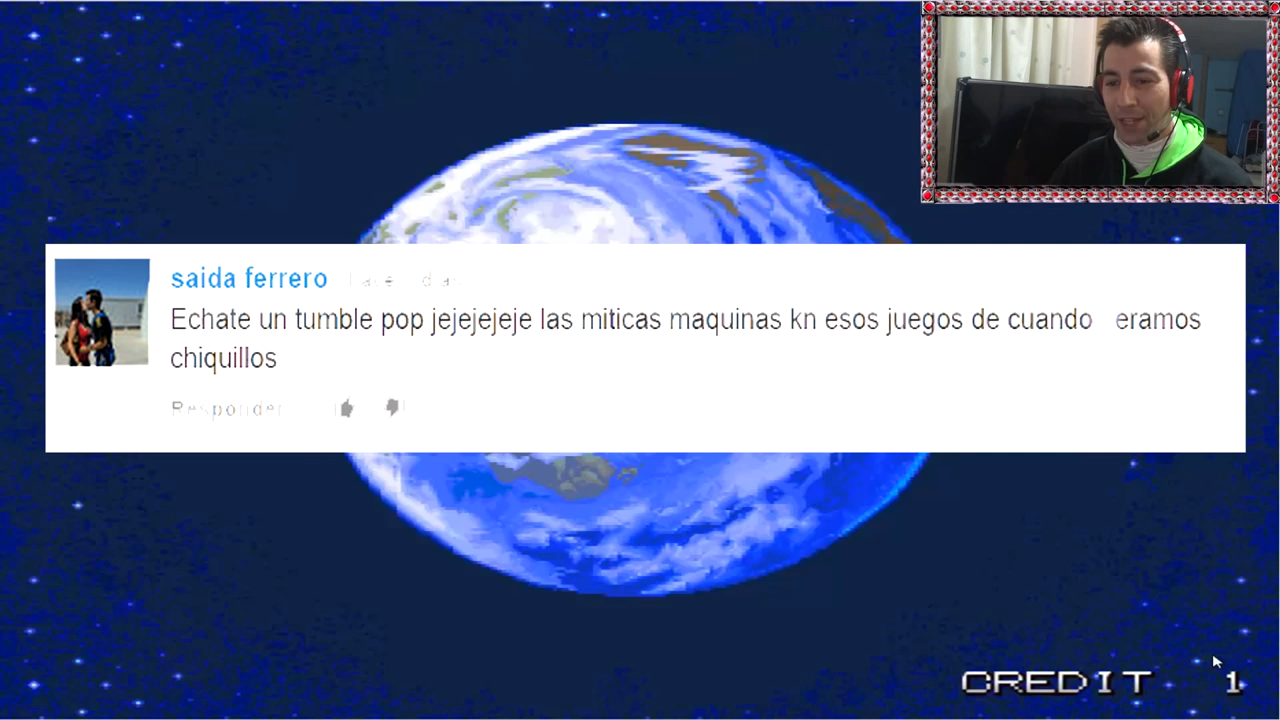 saida ferrero
Echate un tumble pop jejejejeje las miticas maquinas kn esos juegos de cuando eramos
chiquillos
Responder
CREDIT 1